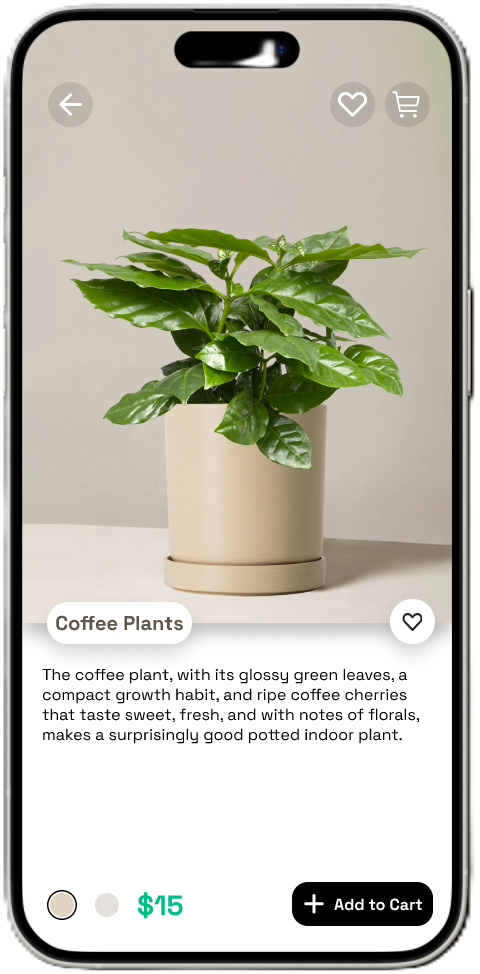 Coffee Plants
The coffee plant, with its glossy green leaves, a
compact growth habit, and ripe coffee cherries
that taste sweet, fresh, and with notes of florals,
makes a surprisingly good potted indoor plant.
$15
Add to Cart